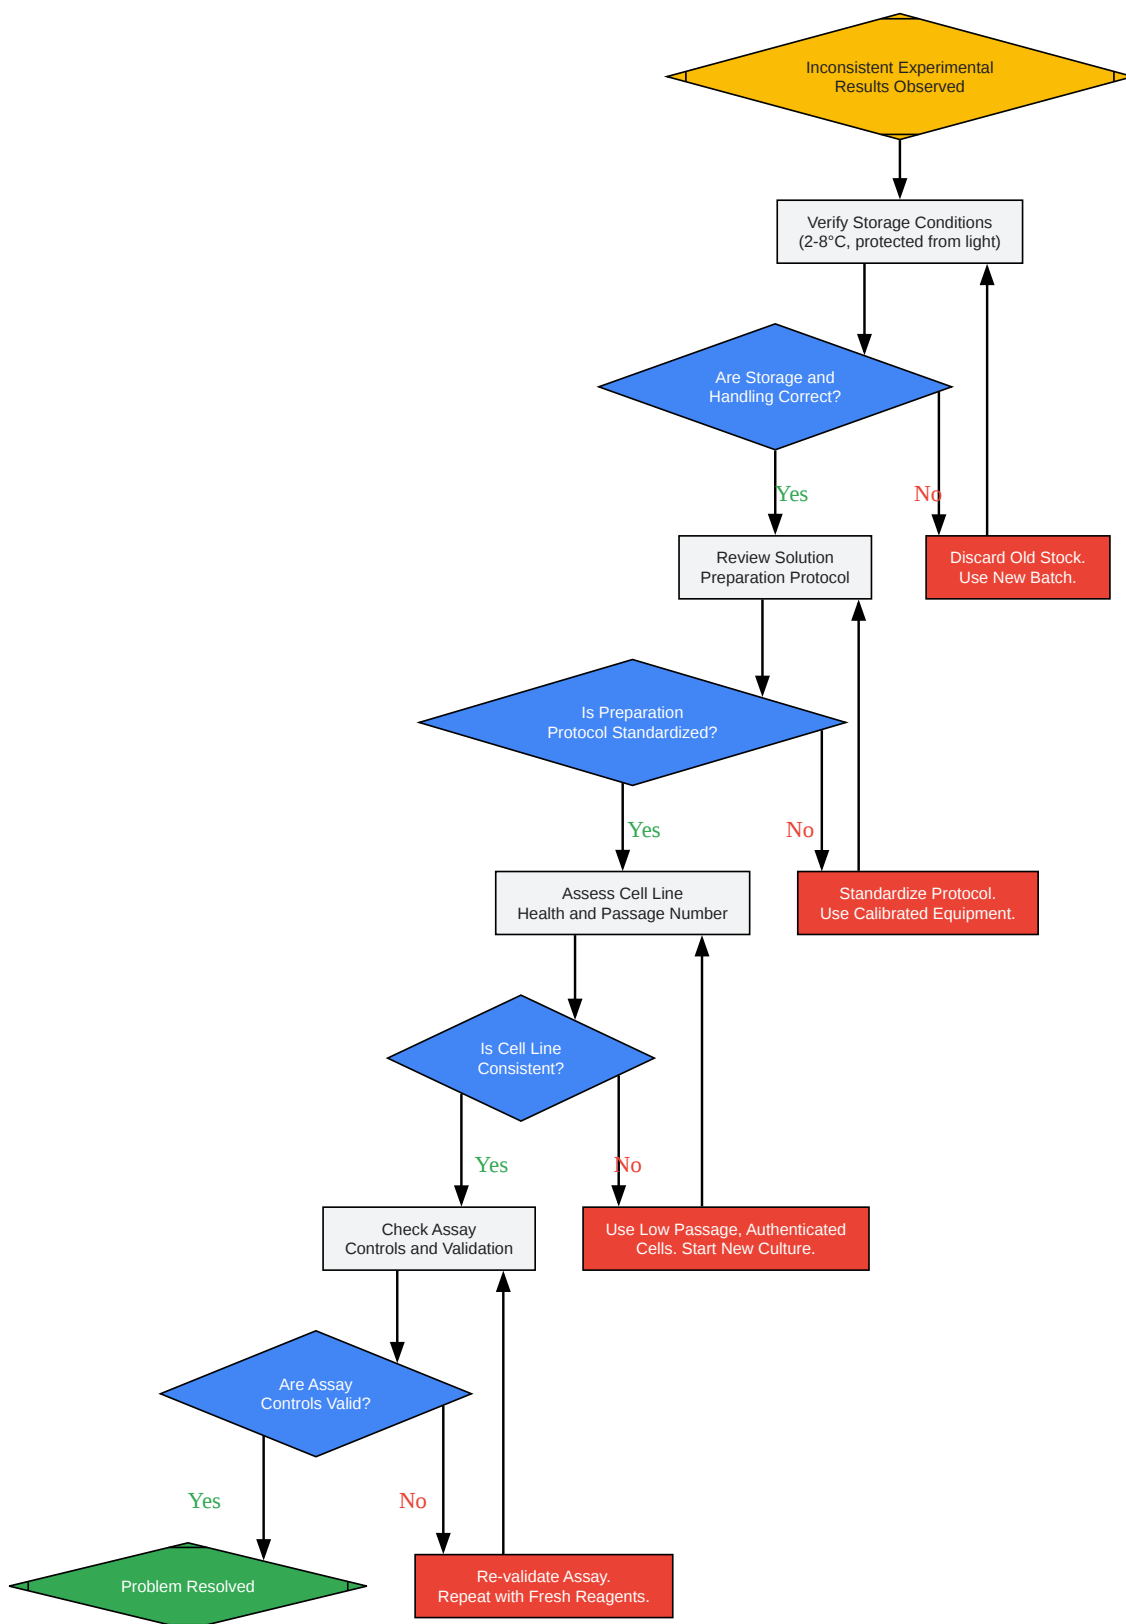 Inconsistent Experimental
Results Observed
Verify Storage Conditions
(2-8°C, protected from light)
Are Storage and
Handling Correct?
Yes
No
Review Solution
Preparation Protocol
Discard Old Stock.
Use New Batch.
Is Preparation
Protocol Standardized?
Yes
No
Assess Cell Line
Health and Passage Number
Standardize Protocol.
Use Calibrated Equipment.
Is Cell Line
Consistent?
Yes
No
Check Assay
Controls and Validation
Use Low Passage, Authenticated
Cells. Start New Culture.
Are Assay
Controls Valid?
Yes
No
Problem Resolved
Re-validate Assay.
Repeat with Fresh Reagents.